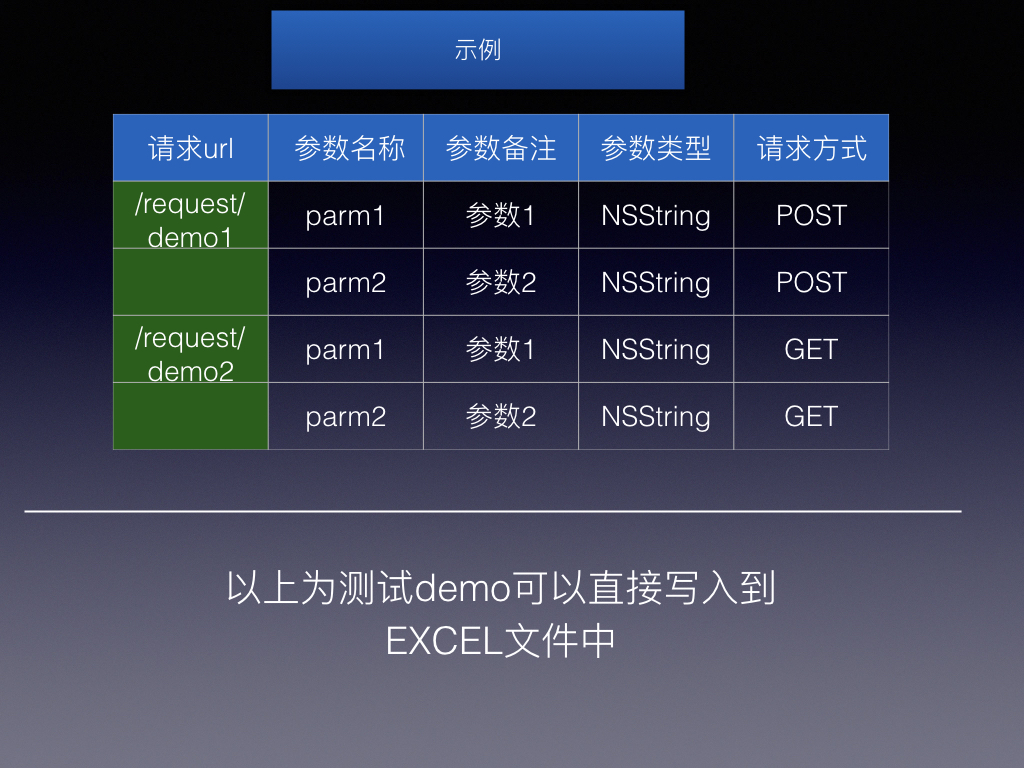 示例
请求url 参数名称 参数备注 参数类型 请求方式
/request/
demo1 parm1 参数1 NSString POST
parm2 参数2 NSString POST
/request/
demo2 parm1 参数1 NSString GET
parm2 参数2 NSString GET
以上为测试demo可以直接写入到
EXCEL文件中